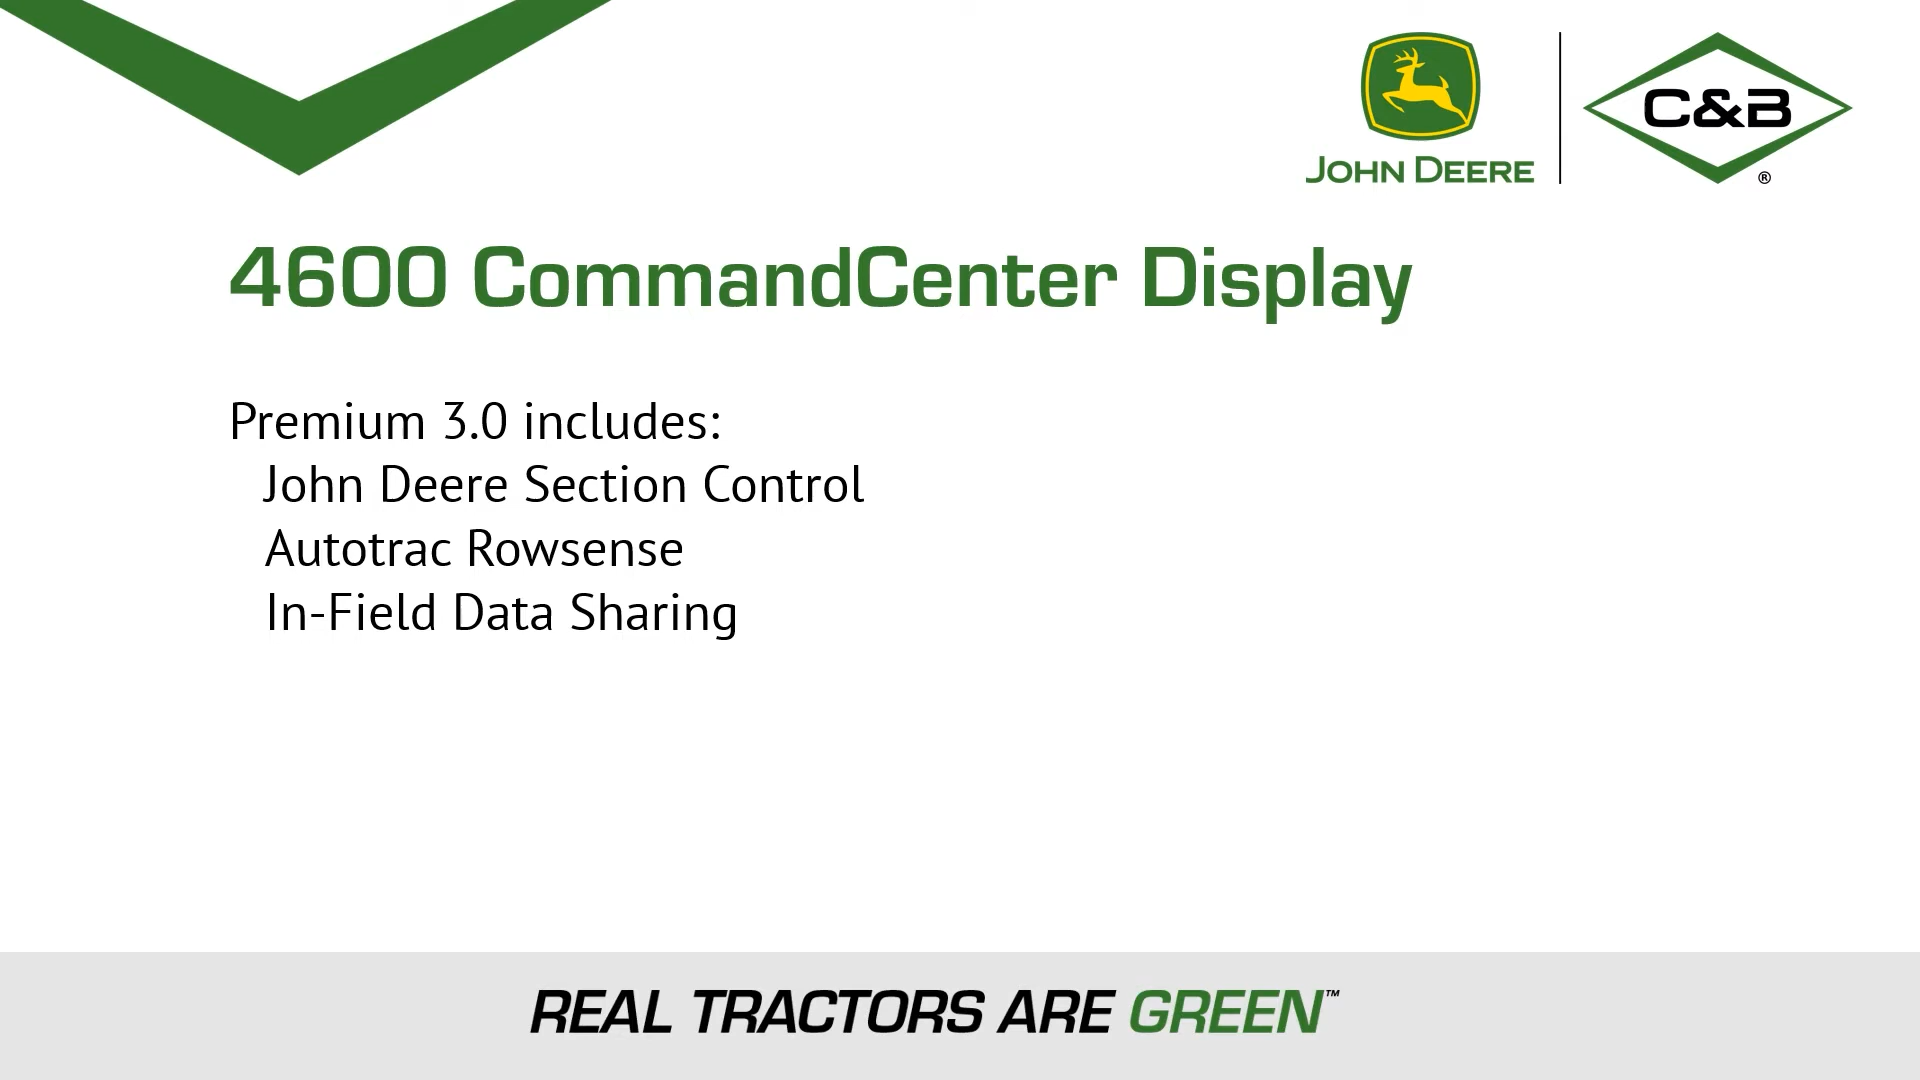 JOHN DEERE
C&B
®
4600 CommandCenter Display
Premium 3.0 includes:
John Deere Section Control
Autotrac Rowsense
In-Field Data Sharing
REAL TRACTORS ARE GREEN™